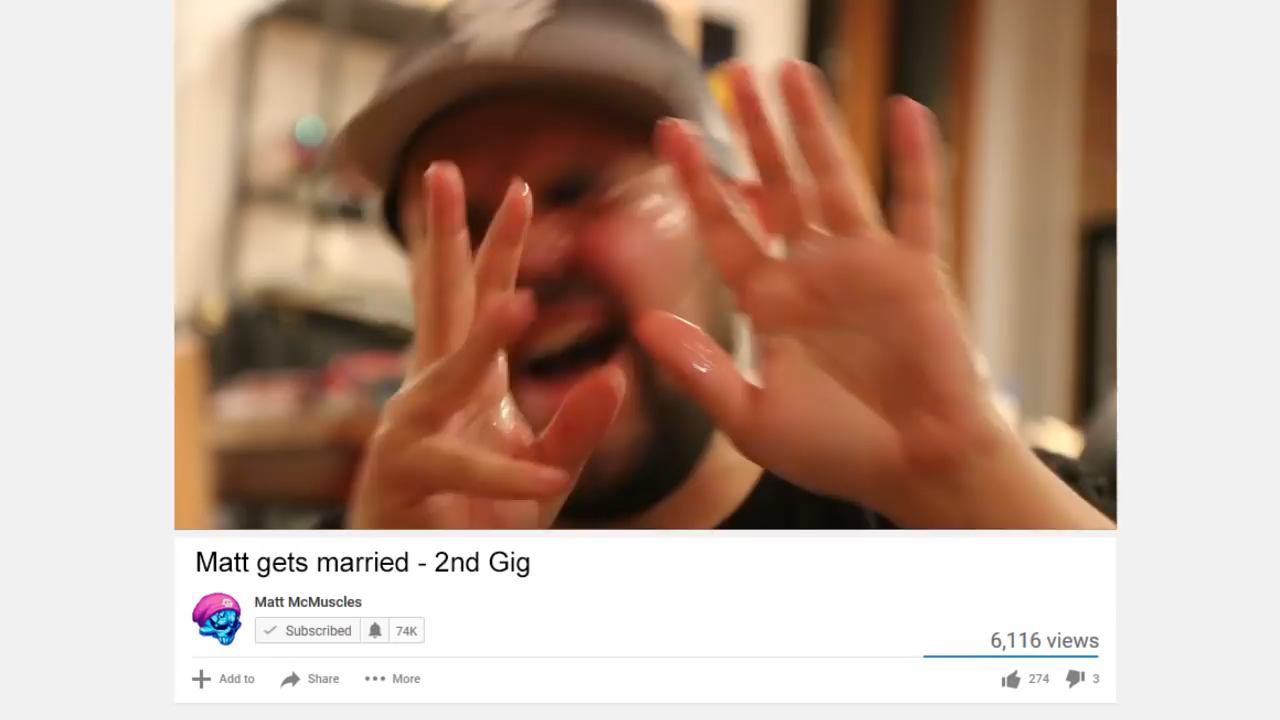 Matt gets married - 2nd Gig
Matt McMuscles
Subscribed 74K
6,116 views
Add to Share More 274 3